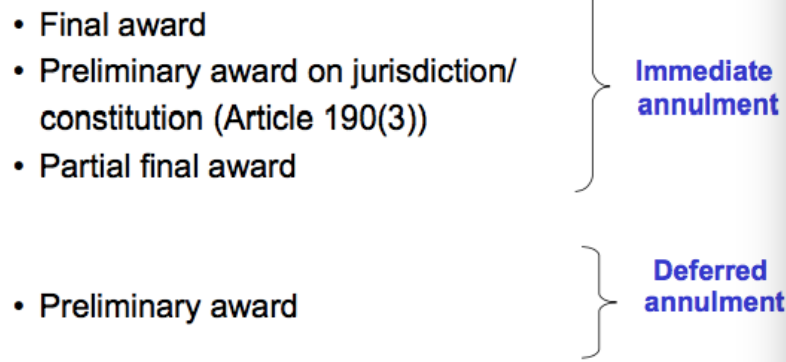 • Final award
• Preliminary award on jurisdiction/
constitution (Article 190(3))
• Partial final award
Immediate
annulment
• Preliminary award
Deferred
annulment